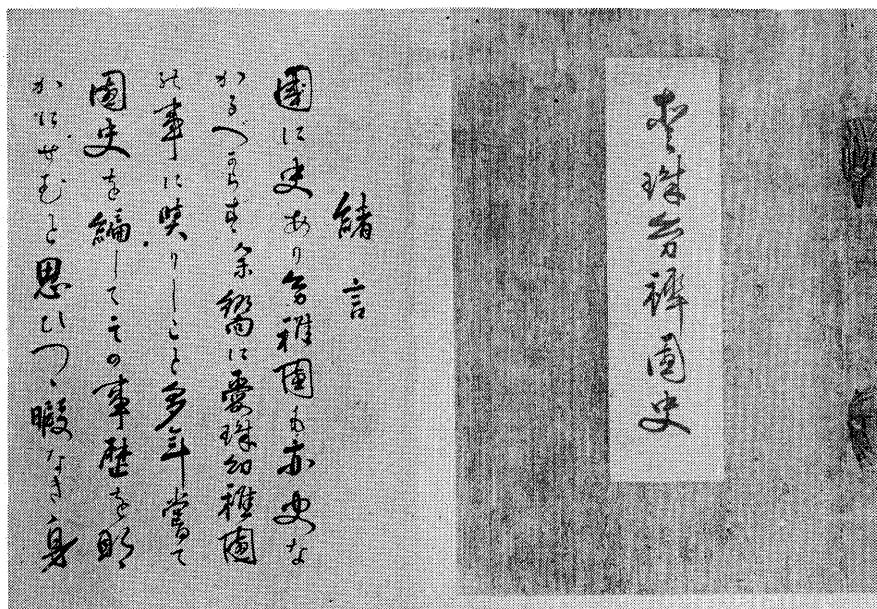 愛珠幼稚園史
緒言
國に史あり幼稚園も亦史な
かるべからず余嚮に愛珠幼稚園
の事に與りしこと多年嘗て
園史を編して其の事歴を明
かにせむと思ひつゝ暇なき身